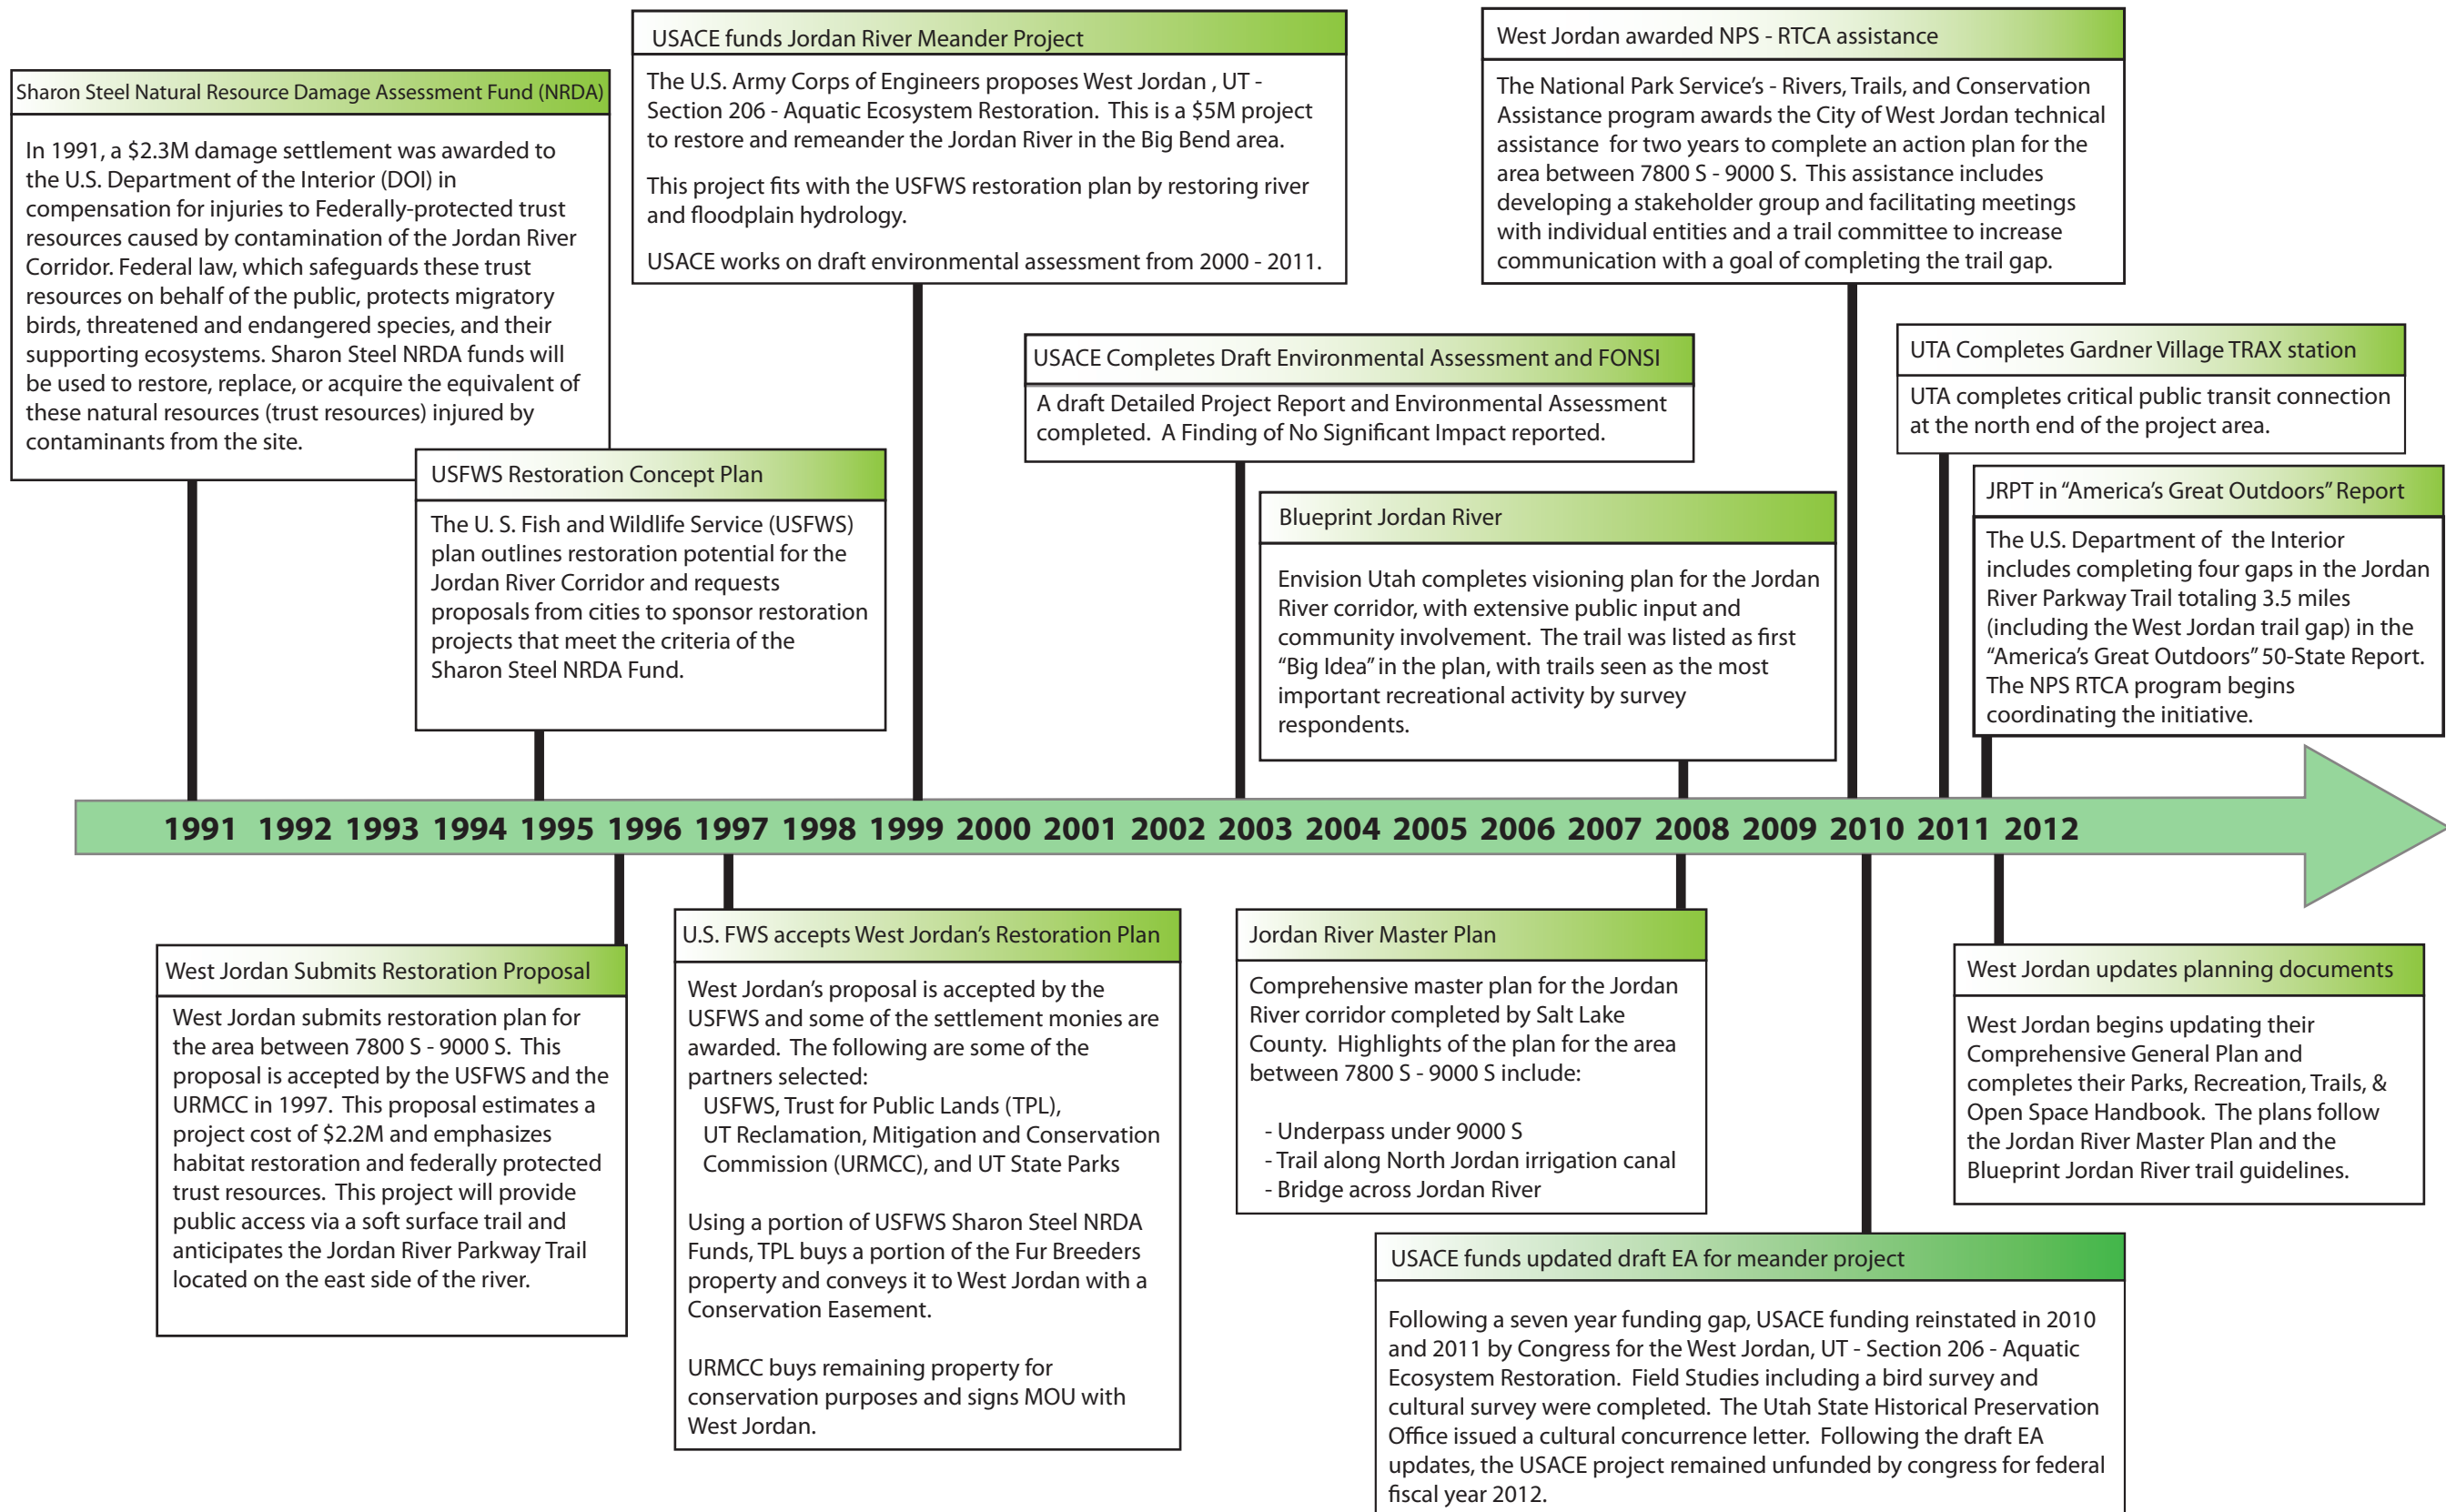 Sharon Steel Natural Resource Damage Assessment Fund (NRDA)
In 1991, a $2.3M damage settlement was awarded to
the U.S. Department of the Interior (DOI) in
compensation for injuries to Federally-protected trust
resources caused by contamination of the Jordan River
Corridor. Federal law, which safeguards these trust
resources on behalf of the public, protects migratory
birds, threatened and endangered species, and their
supporting ecosystems. Sharon Steel NRDA funds will
be used to restore, replace, or acquire the equivalent of
these natural resources (trust resources) injured by
contaminants from the site.
USFWS Restoration Concept Plan
The U. S. Fish and Wildlife Service (USFWS)
plan outlines restoration potential for the
Jordan River Corridor and requests
proposals from cities to sponsor restoration
projects that meet the criteria of the
Sharon Steel NRDA Fund.
USACE funds Jordan River Meander Project
The U.S. Army Corps of Engineers proposes West Jordan , UT -
Section 206 - Aquatic Ecosystem Restoration. This is a $5M project
to restore and remeander the Jordan River in the Big Bend area.
This project fits with the USFWS restoration plan by restoring river
and floodplain hydrology.
USACE works on draft environmental assessment from 2000 - 2011.
USACE Completes Draft Environmental Assessment and FONSI
A draft Detailed Project Report and Environmental Assessment
completed. A Finding of No Significant Impact reported.
Blueprint Jordan River
Envision Utah completes visioning plan for the Jordan
River corridor, with extensive public input and
community involvement. The trail was listed as first
“Big Idea” in the plan, with trails seen as the most
important recreational activity by survey
respondents.
West Jordan awarded NPS - RTCA assistance
The National Park Service’s - Rivers, Trails, and Conservation
Assistance program awards the City of West Jordan technical
assistance for two years to complete an action plan for the
area between 7800 S - 9000 S. This assistance includes
developing a stakeholder group and facilitating meetings
with individual entities and a trail committee to increase
communication with a goal of completing the trail gap.
UTA Completes Gardner Village TRAX station
UTA completes critical public transit connection
at the north end of the project area.
JRPT in “America’s Great Outdoors” Report
The U.S. Department of the Interior
includes completing four gaps in the Jordan
River Parkway Trail totaling 3.5 miles
(including the West Jordan trail gap) in the
“America’s Great Outdoors” 50-State Report.
The NPS RTCA program begins
coordinating the initiative.
1991 1992 1993 1994 1995 1996 1997 1998 1999 2000 2001 2002 2003 2004 2005 2006 2007 2008 2009 2010 2011 2012
West Jordan Submits Restoration Proposal
West Jordan submits restoration plan for
the area between 7800 S - 9000 S. This
proposal is accepted by the USFWS and the
URMCC in 1997. This proposal estimates a
project cost of $2.2M and emphasizes
habitat restoration and federally protected
trust resources. This project will provide
public access via a soft surface trail and
anticipates the Jordan River Parkway Trail
located on the east side of the river.
U.S. FWS accepts West Jordan’s Restoration Plan
West Jordan’s proposal is accepted by the
USFWS and some of the settlement monies are
awarded. The following are some of the
partners selected:
USFWS, Trust for Public Lands (TPL),
UT Reclamation, Mitigation and Conservation
Commission (URMCC), and UT State Parks
Using a portion of USFWS Sharon Steel NRDA
Funds, TPL buys a portion of the Fur Breeders
property and conveys it to West Jordan with a
Conservation Easement.
URMCC buys remaining property for
conservation purposes and signs MOU with
West Jordan.
Jordan River Master Plan
Comprehensive master plan for the Jordan
River corridor completed by Salt Lake
County. Highlights of the plan for the area
between 7800 S - 9000 S include:
- Underpass under 9000 S
- Trail along North Jordan irrigation canal
- Bridge across Jordan River
USACE funds updated draft EA for meander project
Following a seven year funding gap, USACE funding reinstated in 2010
and 2011 by Congress for the West Jordan, UT - Section 206 - Aquatic
Ecosystem Restoration. Field Studies including a bird survey and
cultural survey were completed. The Utah State Historical Preservation
Office issued a cultural concurrence letter. Following the draft EA
updates, the USACE project remained unfunded by congress for federal
fiscal year 2012.
West Jordan updates planning documents
West Jordan begins updating their
Comprehensive General Plan and
completes their Parks, Recreation, Trails, &
Open Space Handbook. The plans follow
the Jordan River Master Plan and the
Blueprint Jordan River trail guidelines.